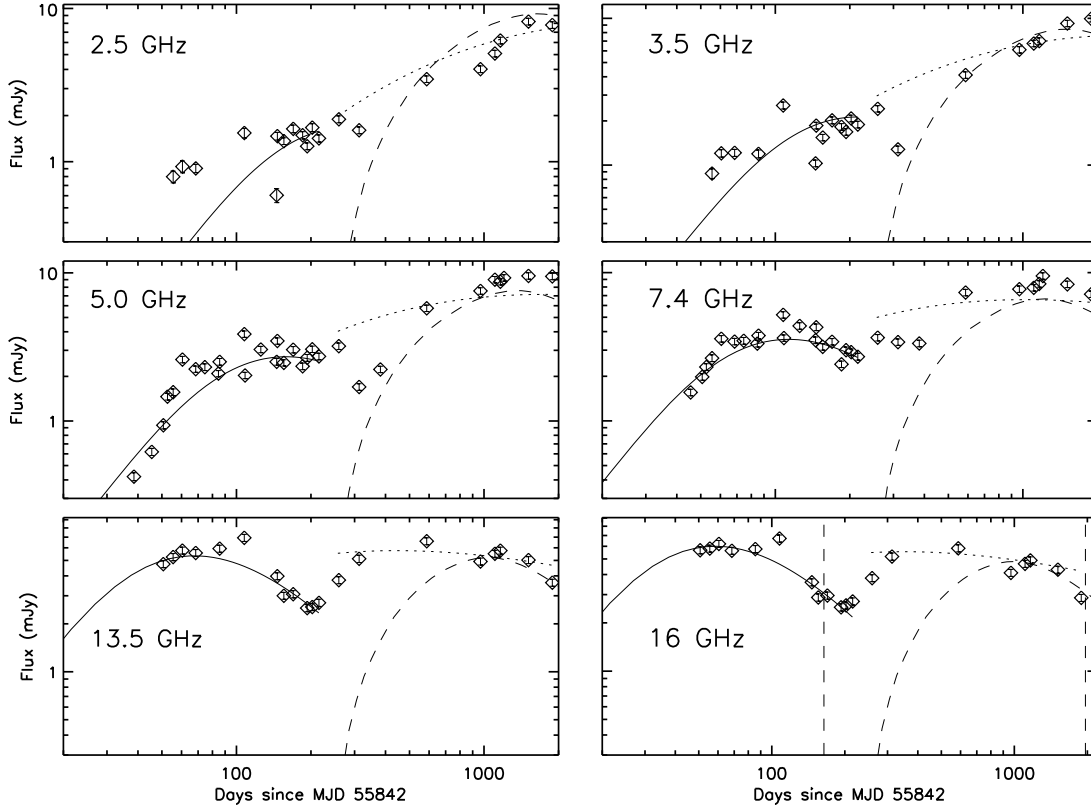 10
2.5 GHz
3.5 GHz
Flux (mJy)
1
10
5.0 GHz
7.4 GHz
Flux (mJy)
1
13.5 GHz
16 GHz
Flux (mJy)
1
100
1000
100
1000
Days since MJD 55842
Days since MJD 55842